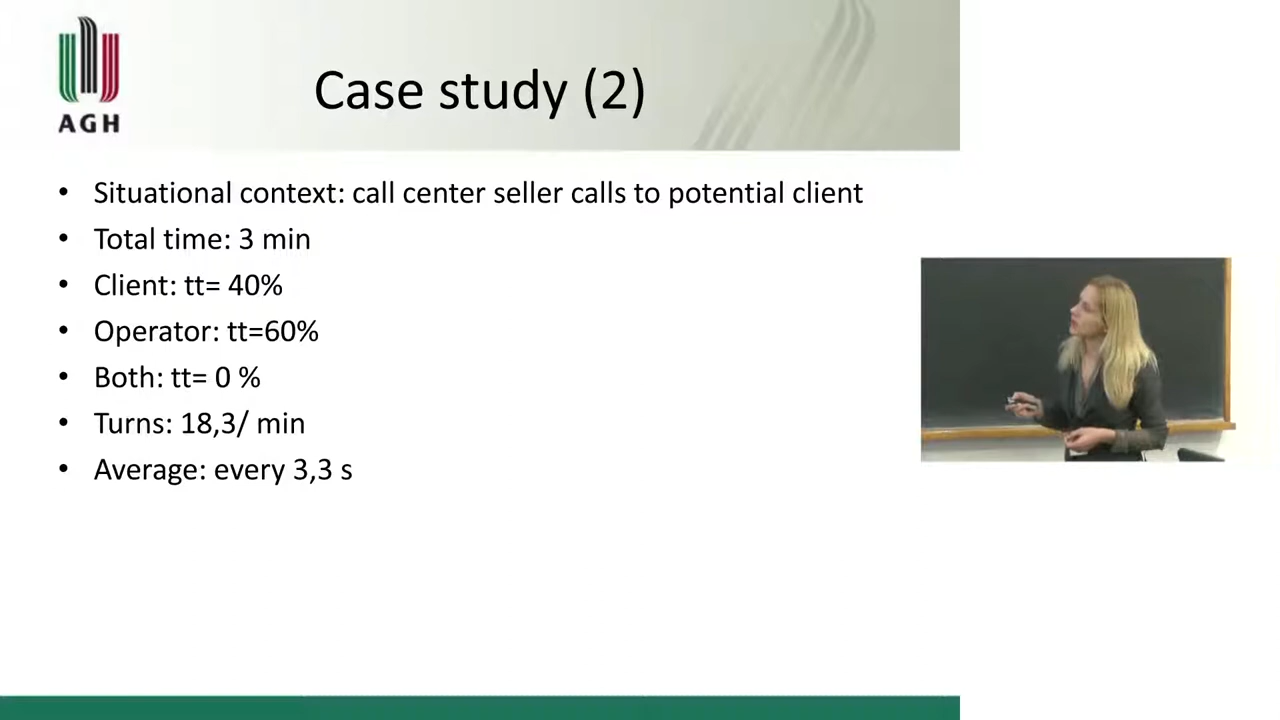 AGH
Case study (2)
• Situational context: call center seller calls to potential client
• Total time: 3 min
• Client: tt= 40%
• Operator: tt=60%
• Both: tt= 0 %
• Turns: 18,3/ min
• Average: every 3,3 s